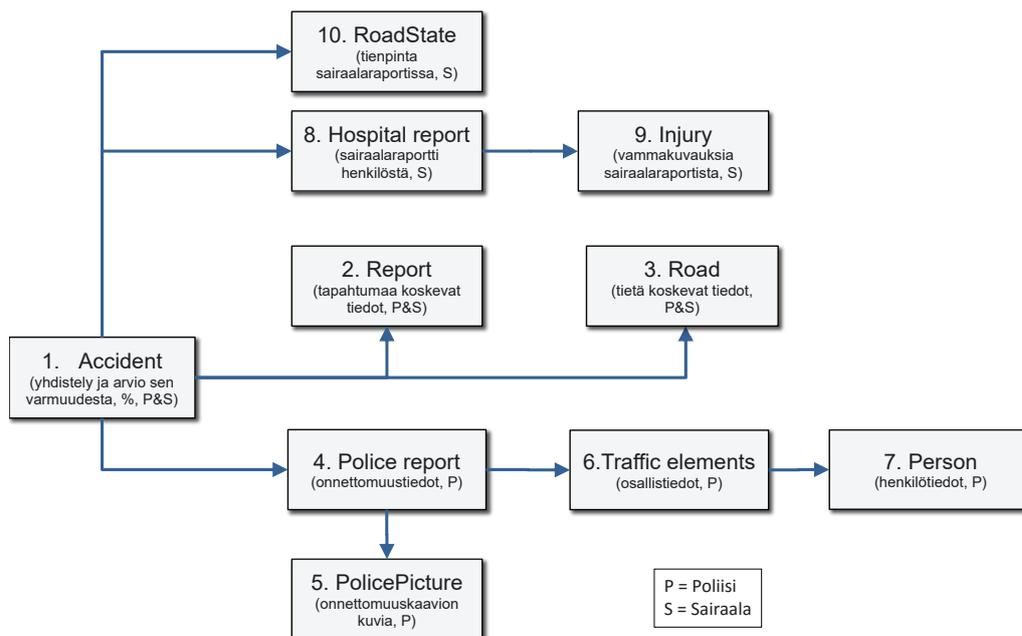 10. RoadState
(tienpinta
sairaalaraportissa, S)
8. Hospital report
(sairaalaraportti
henkilöstä, S)
9. Injury
(vammakuvauksia
sairaalaraportista, S)
2. Report
(tapahtumaa koskevat
tiedot, P&S)
3. Road
(tietä koskevat tiedot,
P&S)
1. Accident
(yhdistely ja arvio sen
varmuudesta, %, P&S)
4. Police report
(onnettomuustiedot, P)
6.Traffic elements
(osallistiedot, P)
7. Person
(henkilötiedot, P)
5. PolicePicture
(onnettomuuskaavion
kuvia, P)
P = Poliisi
S = Sairaala